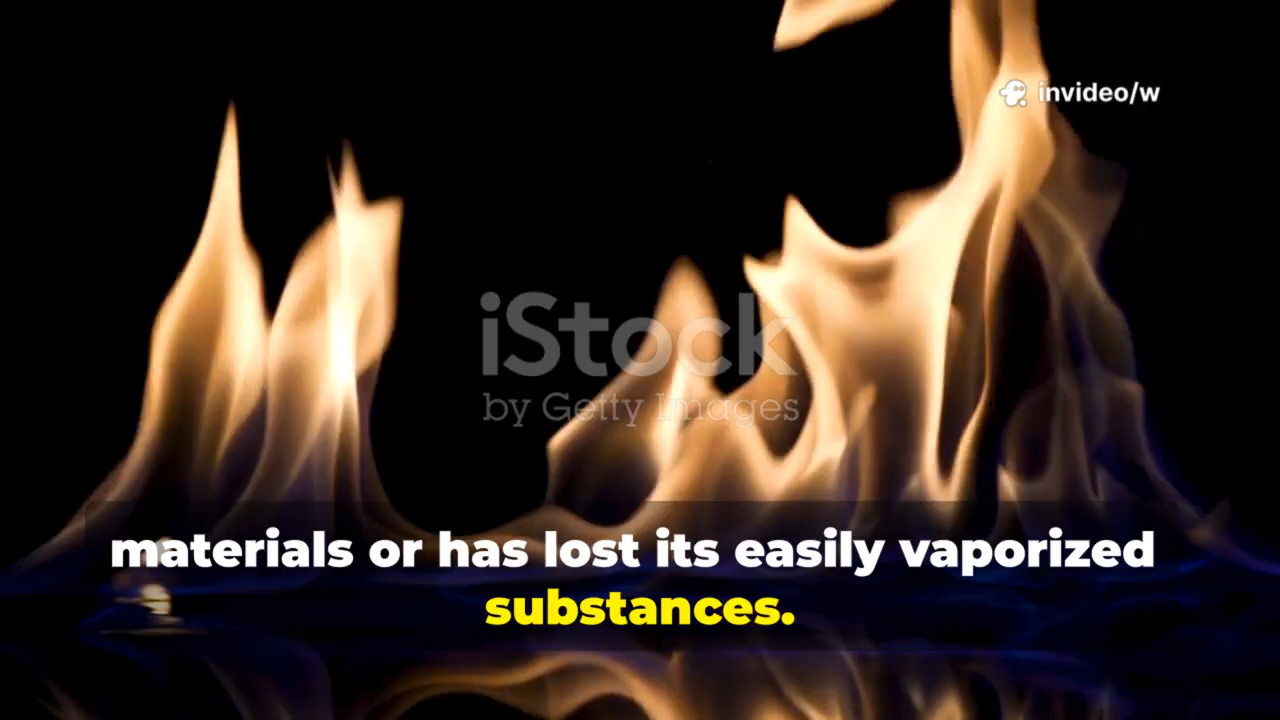 invideo/w
iStock
by Getty Images
materials or has lost its easily vaporized
substances.